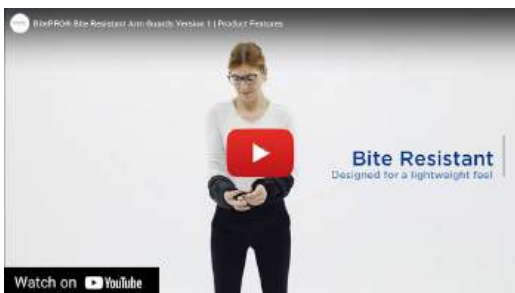 BitePRO® Bite Resistant Arm Guards Version 1 | Product Features
Bite Resistant
Designed for a lightweight feel
Watch on YouTube